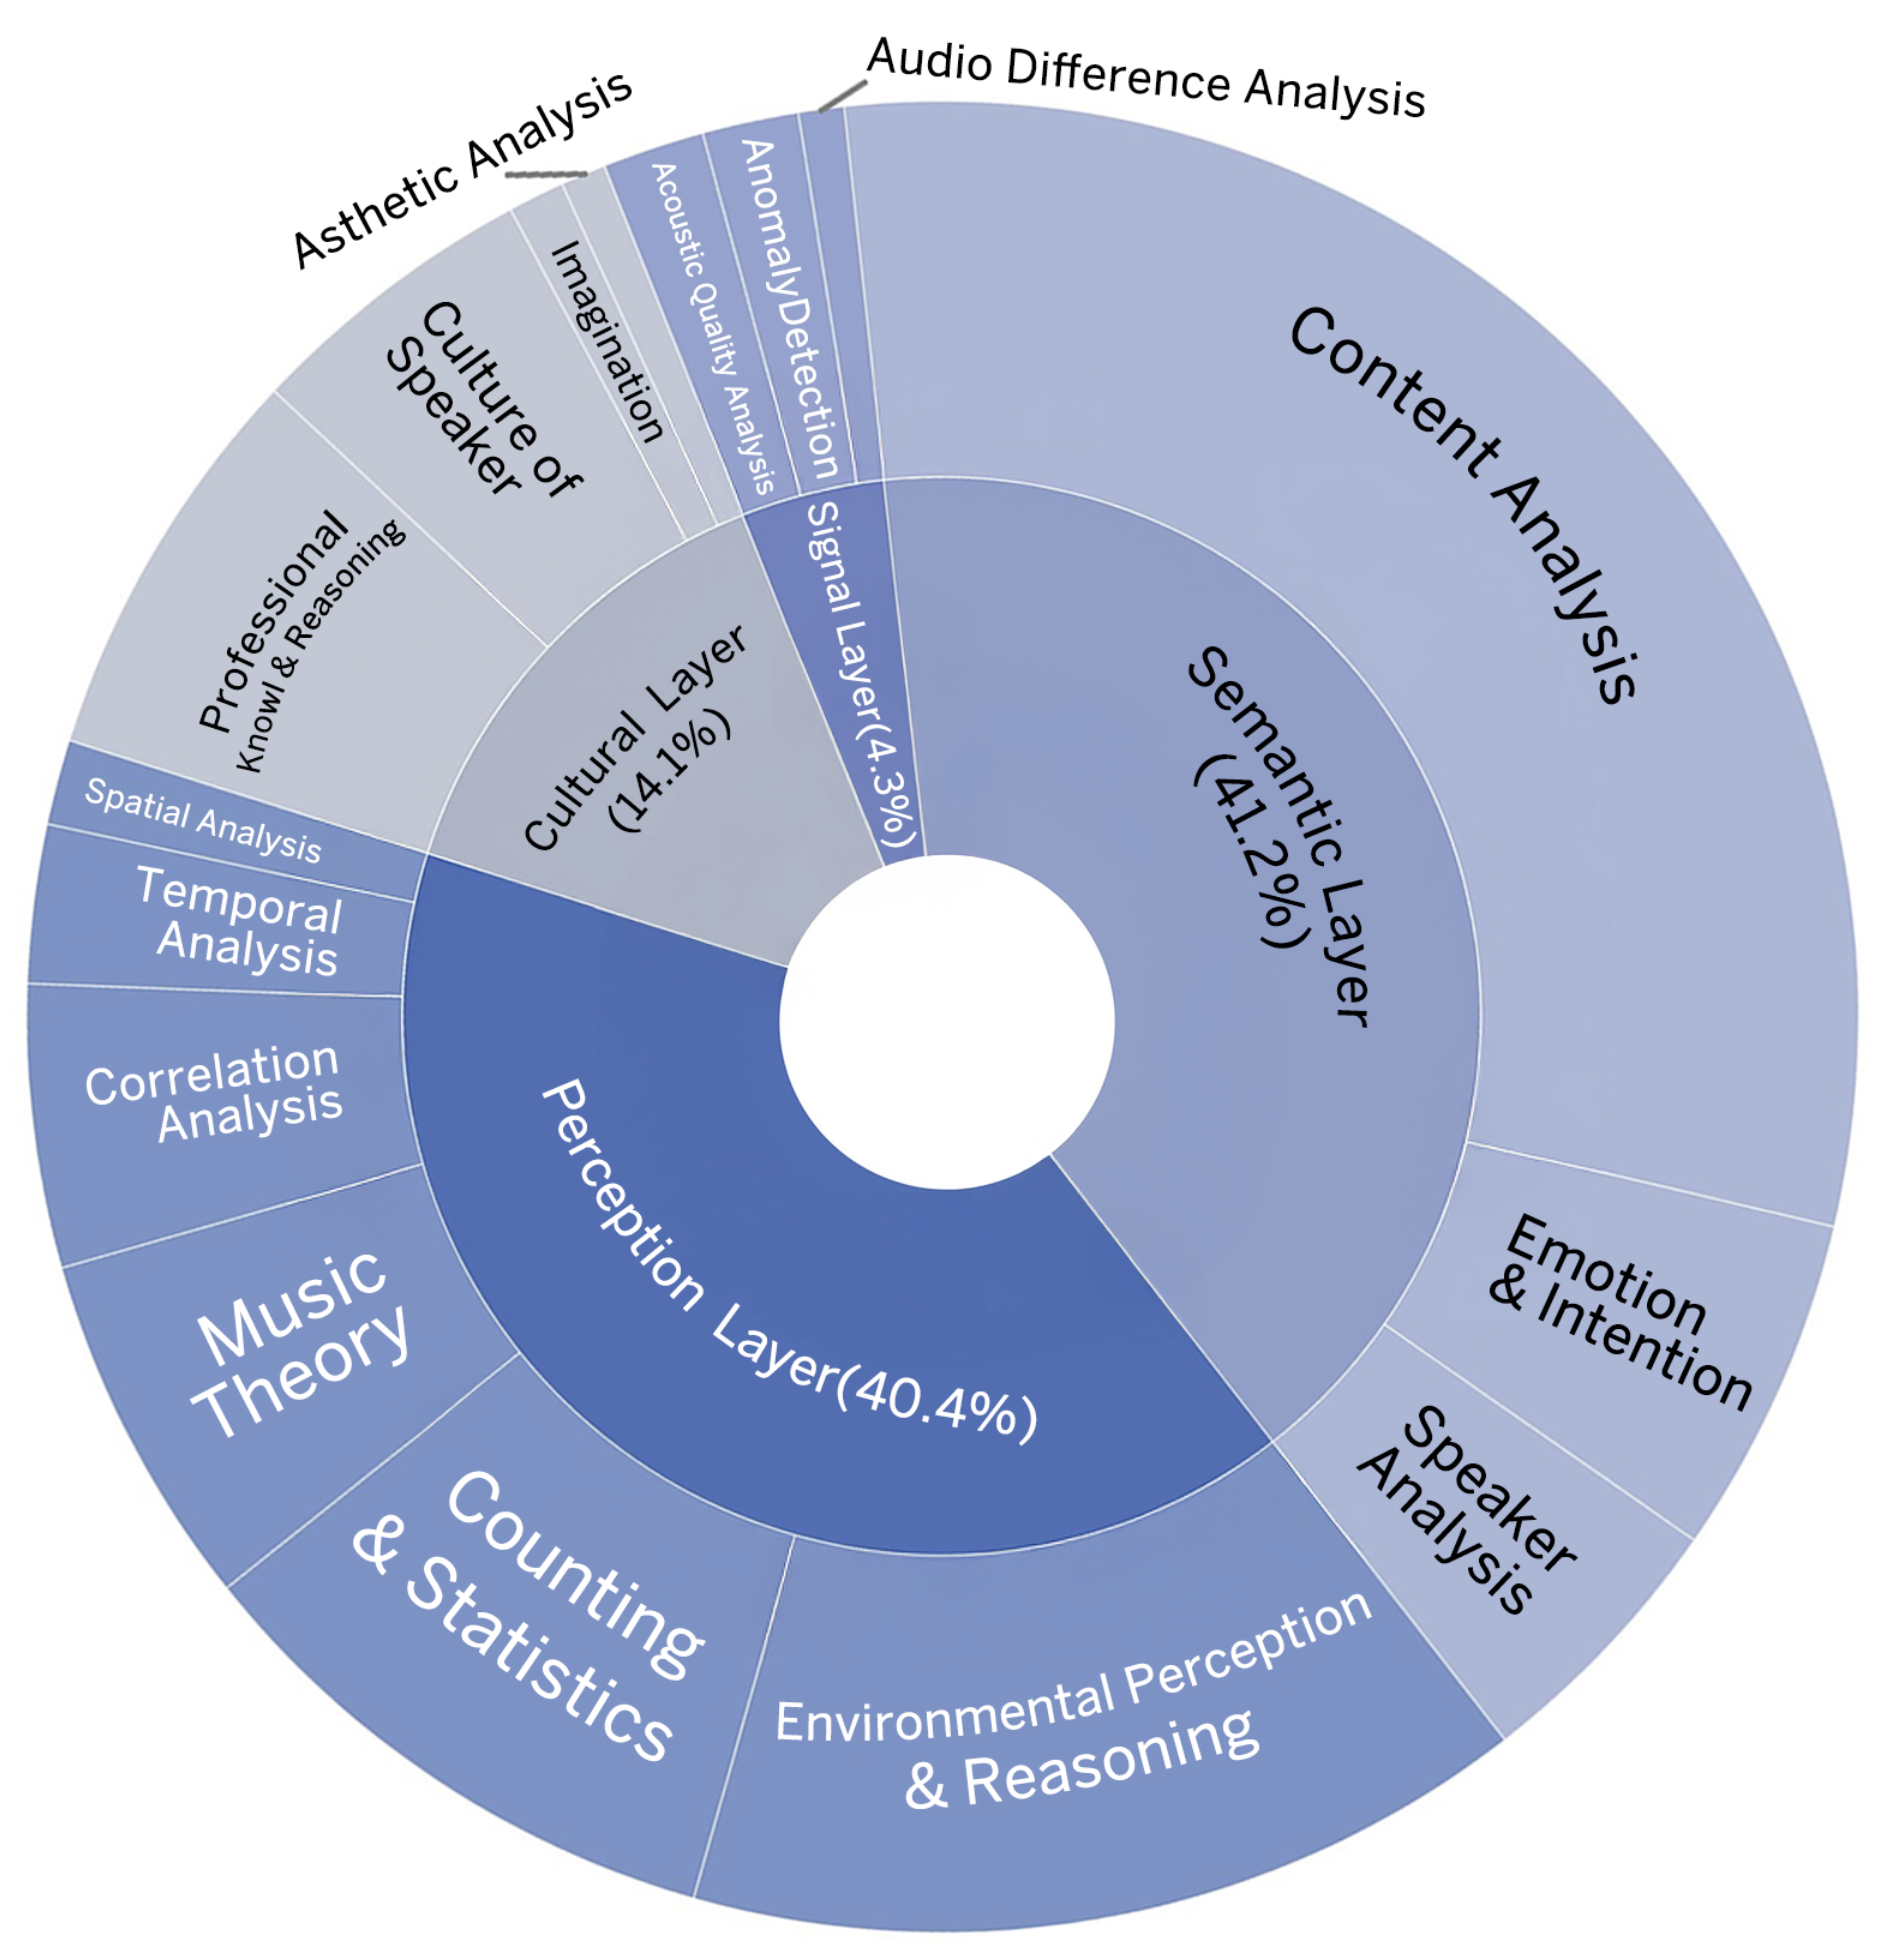 Audio Difference Analysis
Asthetic Analysis
Acoustic Quality Analysis
AnomalyDetection
Imagination
Culture of
Speaker
Professional
Knowl & Reasoning
Content Analysis
Signal Layer(4.3%)
Cultural Layer
(14.1%)
Semantic Layer
(41.2%)
Spatial Analysis
Temporal
Analysis
Correlation
Analysis
Perception Layer(40.4%)
Emotion
& Intention
Music
Theory
Speaker
Analysis
Counting
& Statistics
Environmental Perception
& Reasoning